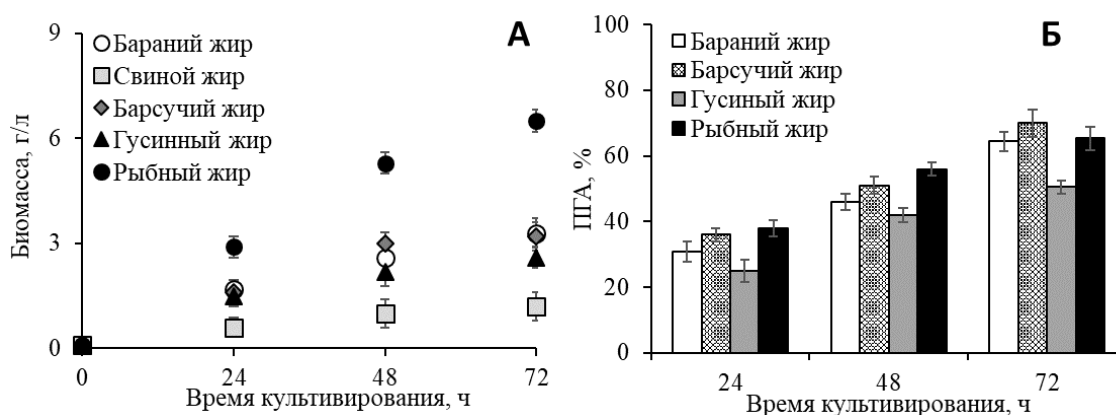 А
Биомасса, г/л
9
6
3
0
Бараний жир
Свиной жир
Барсучий жир
Гусинный жир
Рыбный жир
0 24 48 72
Время культивирования, ч
Б
ПГА, %
100
80
60
40
20
0
Бараний жир
Барсучий жир
Гусиный жир
Рыбный жир
24 48 72
Время культивирования, ч